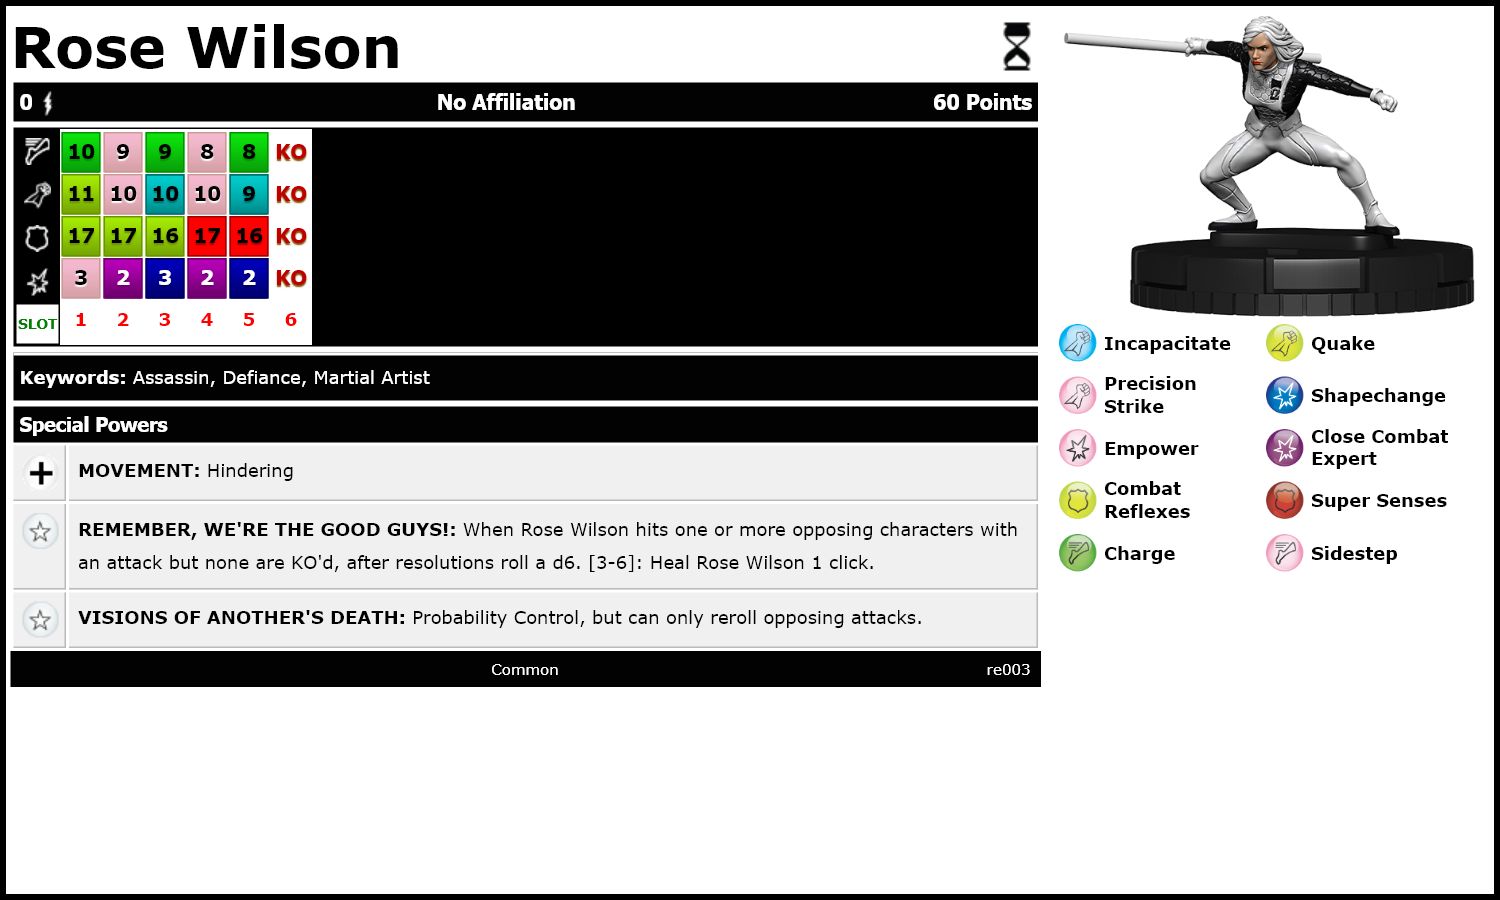 Rose Wilson
0 No Affiliation 60 Points
10 9 9 8 8 KO
11 10 10 10 9 KO
17 17 16 17 16 KO
3 2 3 2 2 KO
SLOT 1 2 3 4 5 6
Keywords: Assassin, Defiance, Martial Artist
Special Powers
MOVEMENT: Hindering
REMEMBER, WE'RE THE GOOD GUYS!: When Rose Wilson hits one or more opposing characters with
an attack but none are KO'd, after resolutions roll a d6. [3-6]: Heal Rose Wilson 1 click.
VISIONS OF ANOTHER'S DEATH: Probability Control, but can only reroll opposing attacks.
Common re003
Incapacitate Quake
Precision
Strike
Shapechange
Empower
Close Combat
Expert
Combat
Reflexes
Super Senses
Charge Sidestep